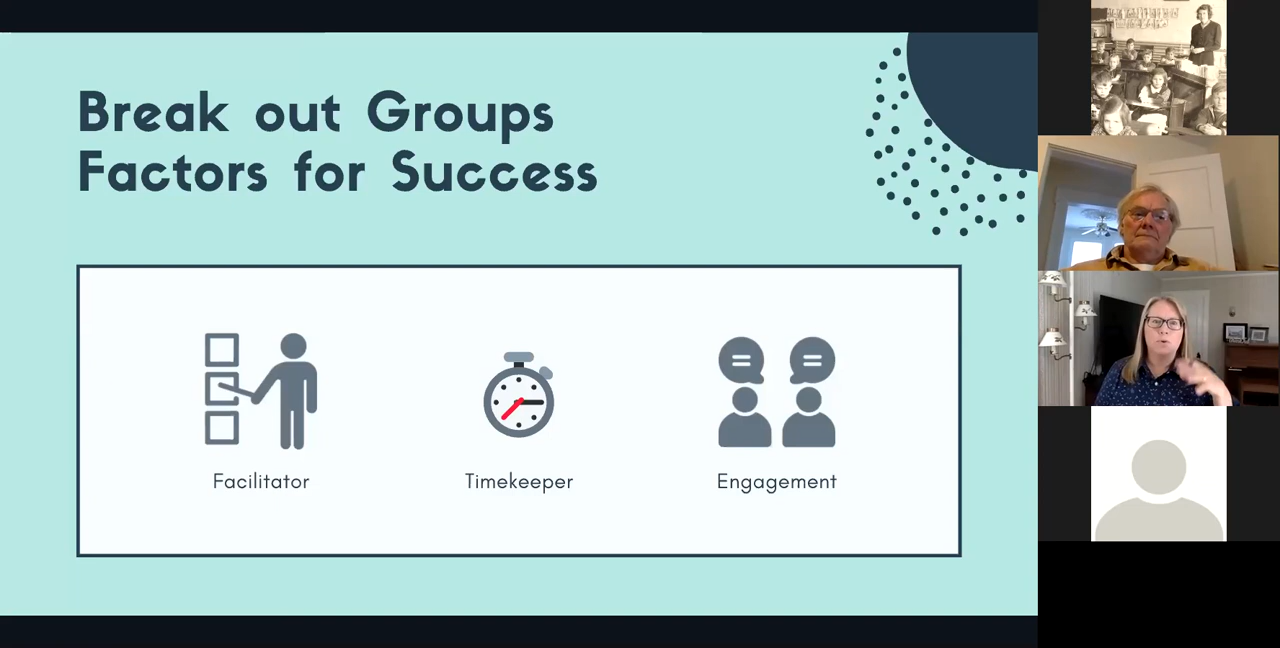 Break out Groups
Factors for Success
Facilitator
Timekeeper
Engagement